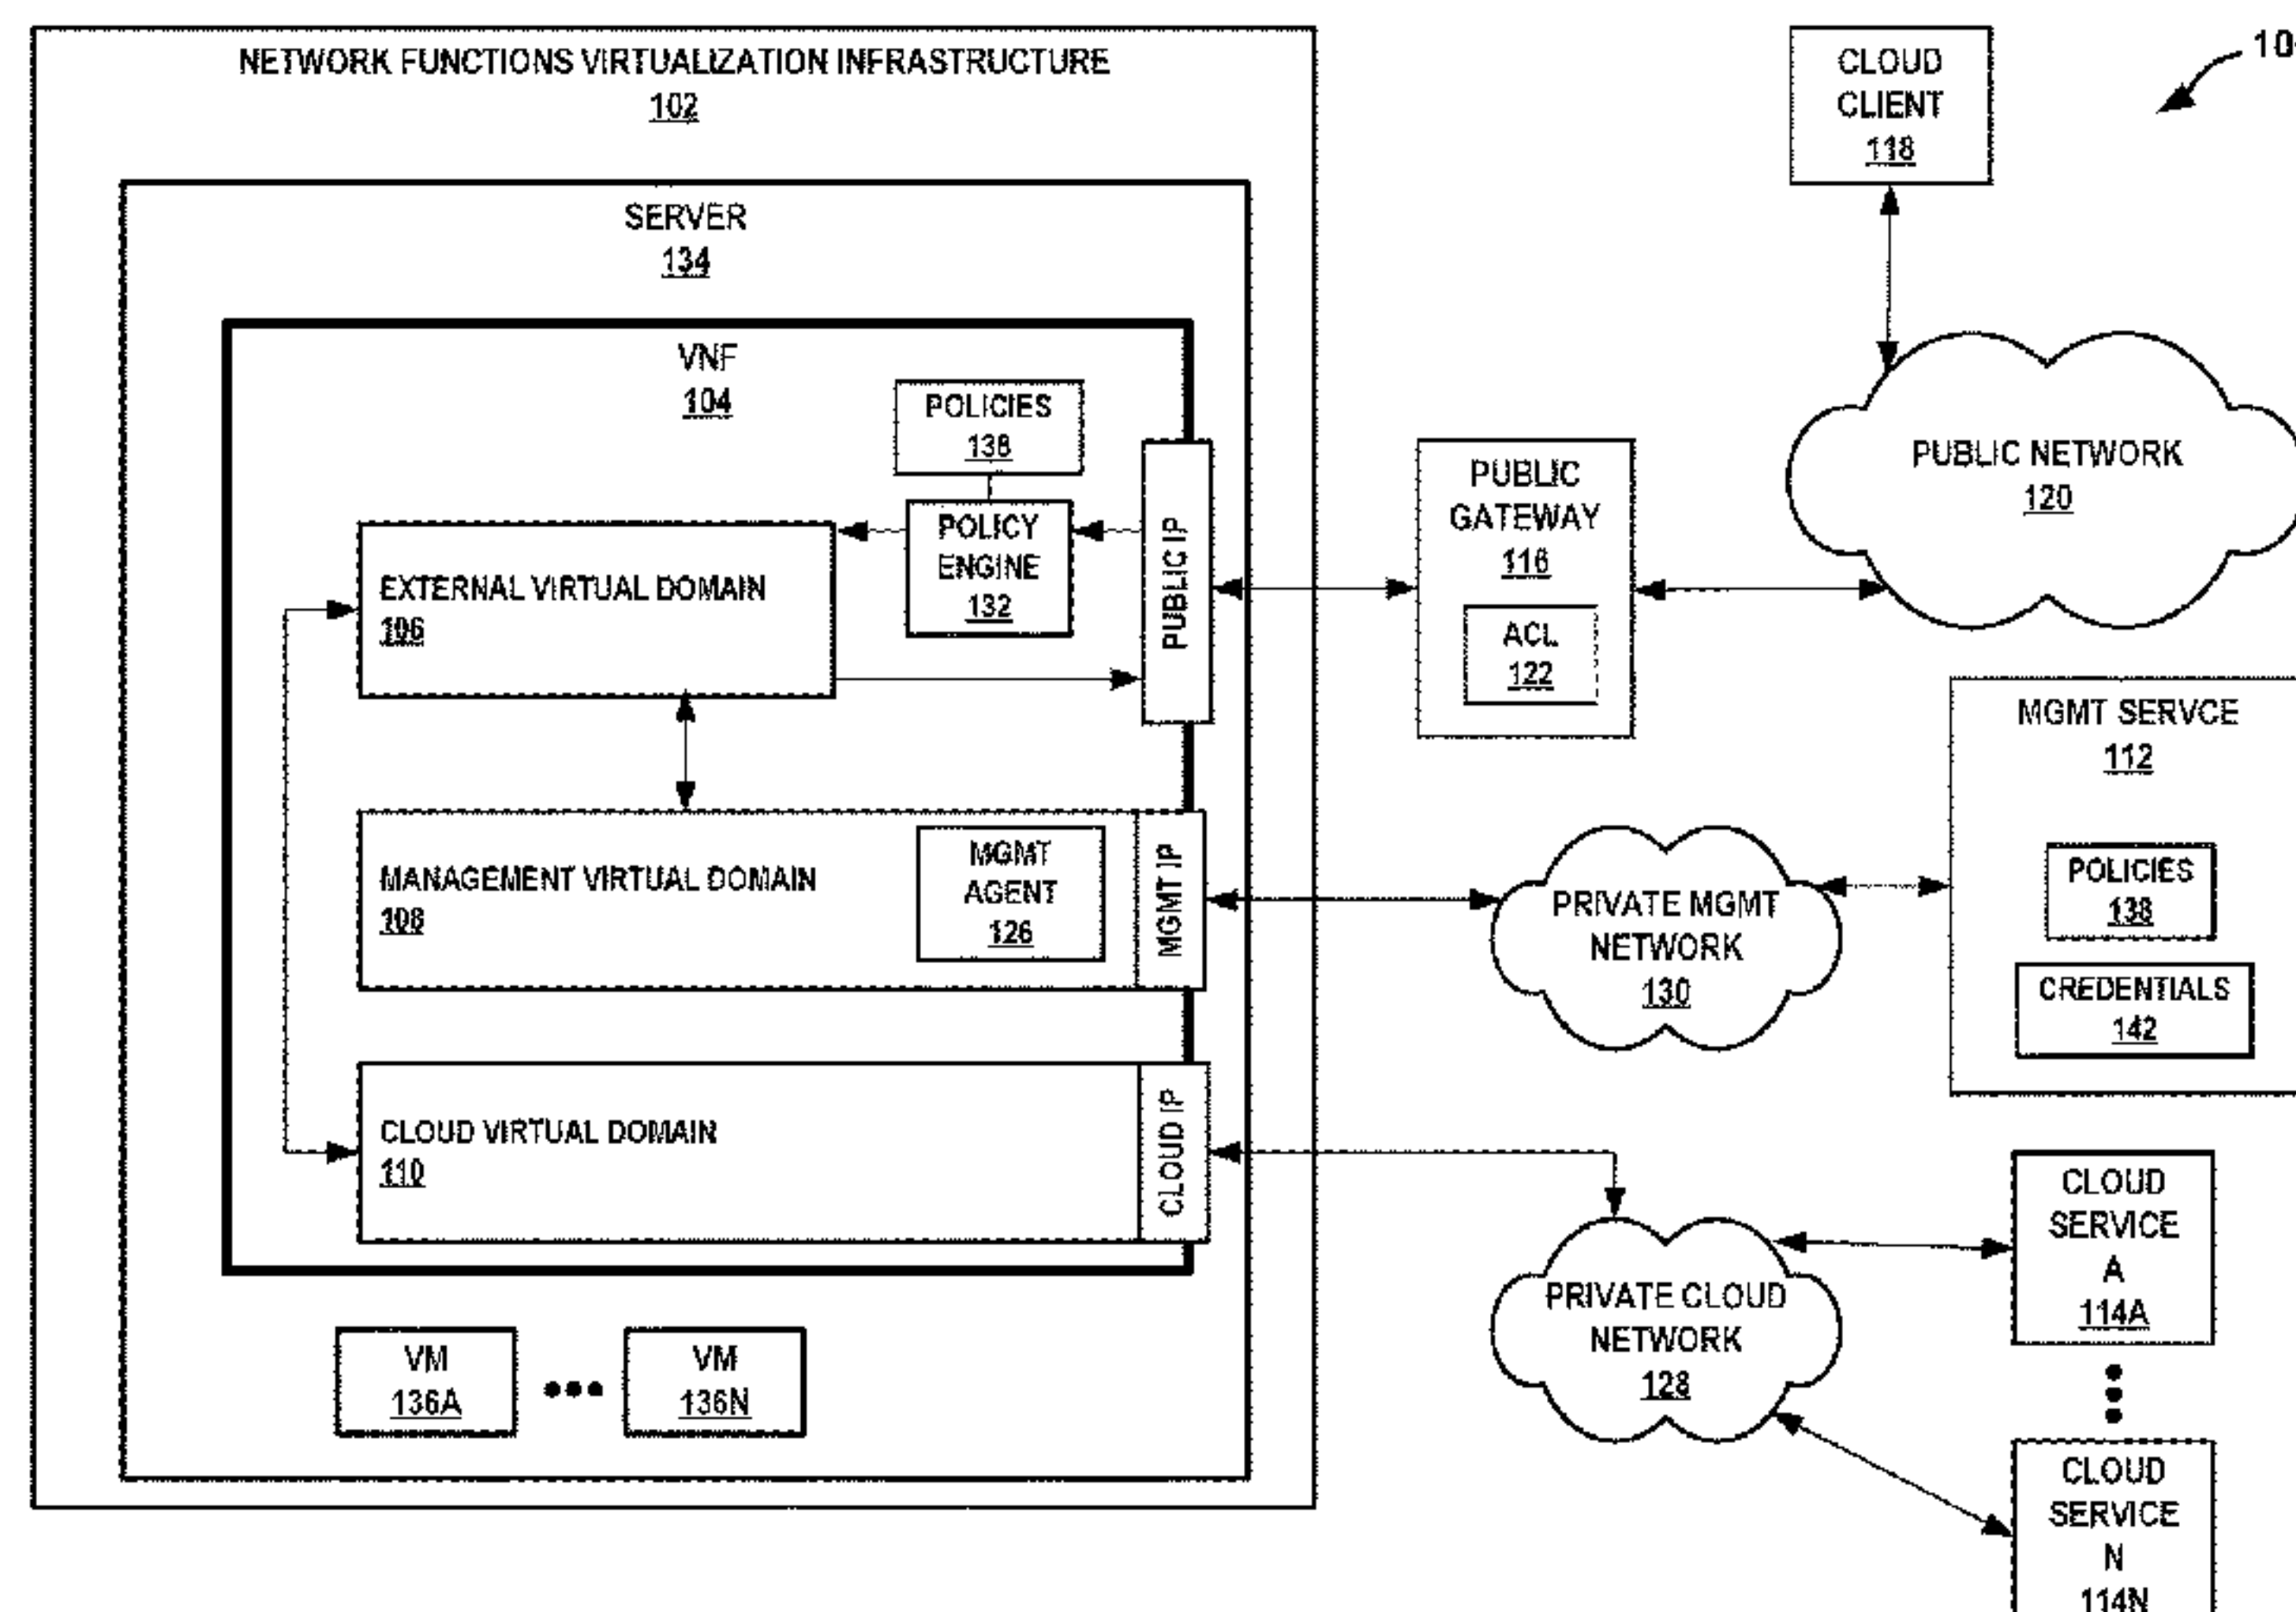 NETWORK FUNCTIONS VIRTUALIZATION INFRASTRUCTURE
102
SERVER
134
VNF
104
POLICIES
138
POLICY
ENGINE
132
PUBLIC IP
EXTERNAL VIRTUAL DOMAIN
106
MANAGEMENT VIRTUAL DOMAIN
108
MGMT
AGENT
126
MGMT IP
CLOUD VIRTUAL DOMAIN
110
CLOUD IP
VM
136A
VM
136N
CLOUD
CLIENT
118
10
PUBLIC NETWORK
120
PUBLIC
GATEWAY
116
ACL
122
MGMT SERVCE
112
POLICIES
138
CREDENTIALS
142
PRIVATE MGMT
NETWORK
130
PRIVATE CLOUD
NETWORK
128
CLOUD
SERVICE
A
114A
CLOUD
SERVICE
N
114N